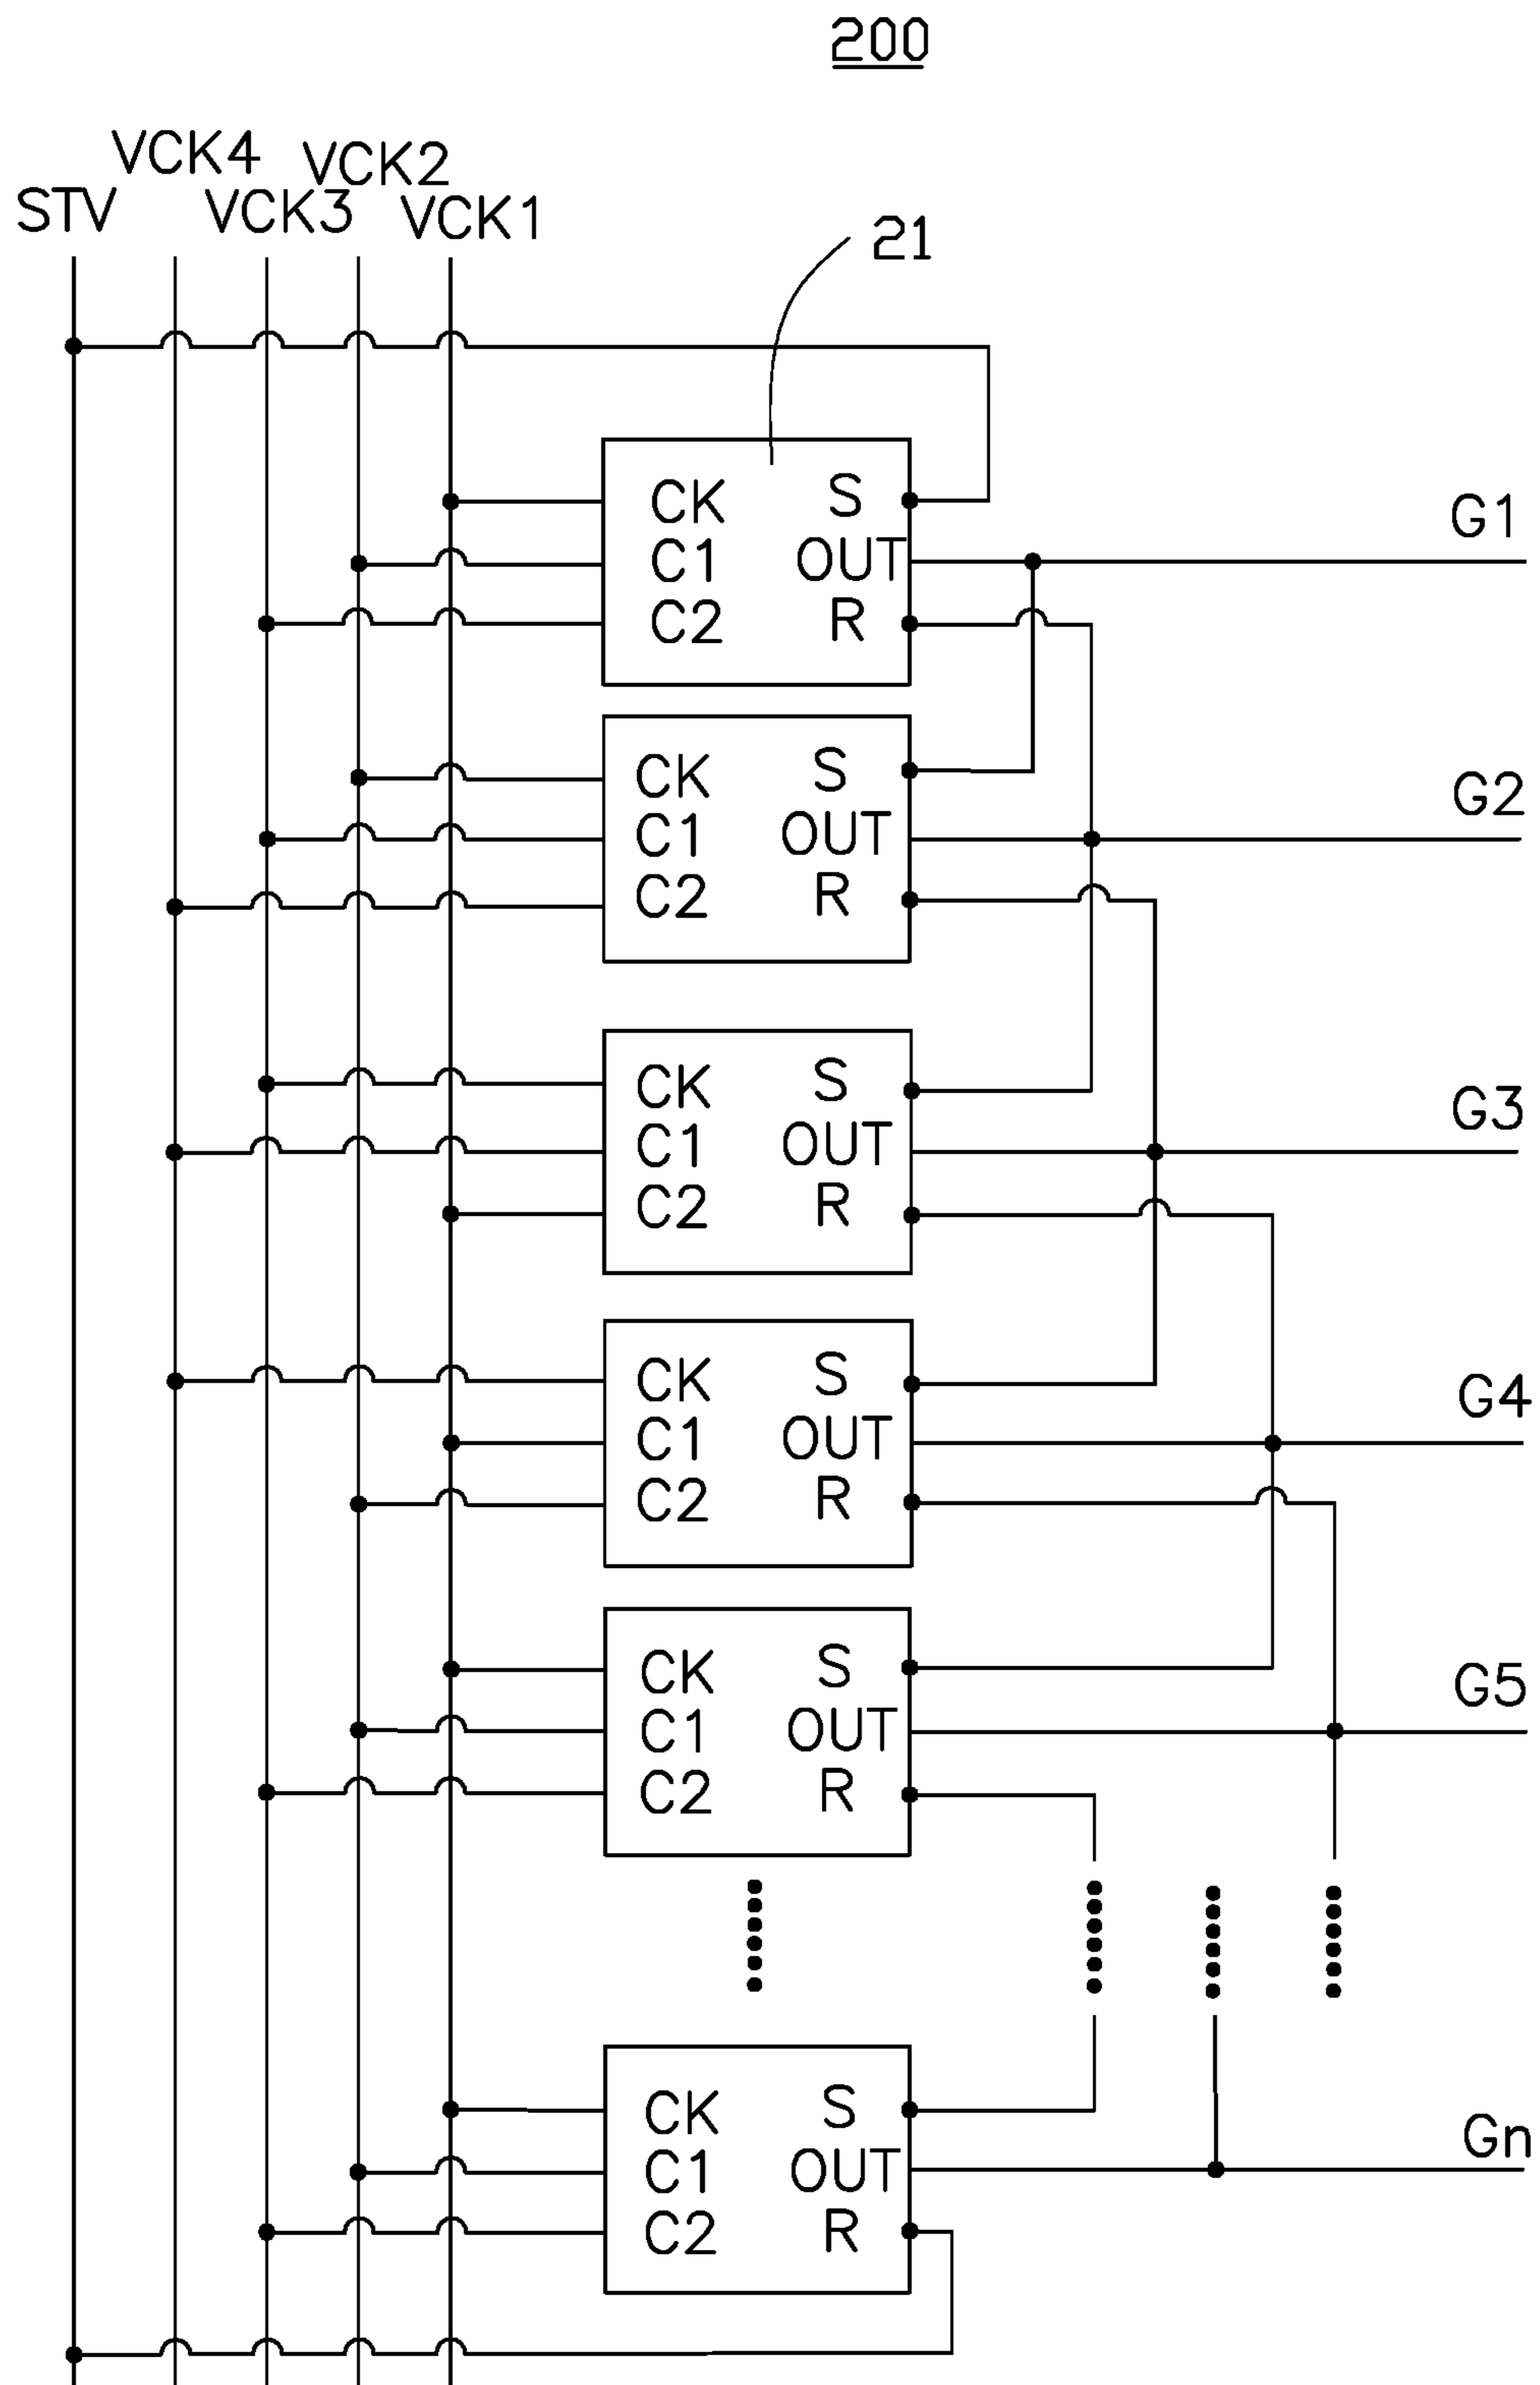 200
VCK4 VCK2
STV VCK3 VCK1
21
CK S
G1
C1 OUT
C2 R
CK S
G2
C1 OUT
C2 R
CK S
G3
C1 OUT
C2 R
CK S
G4
C1 OUT
C2 R
CK S
G5
C1 OUT
C2 R
CK S
Gn
C1 OUT
C2 R